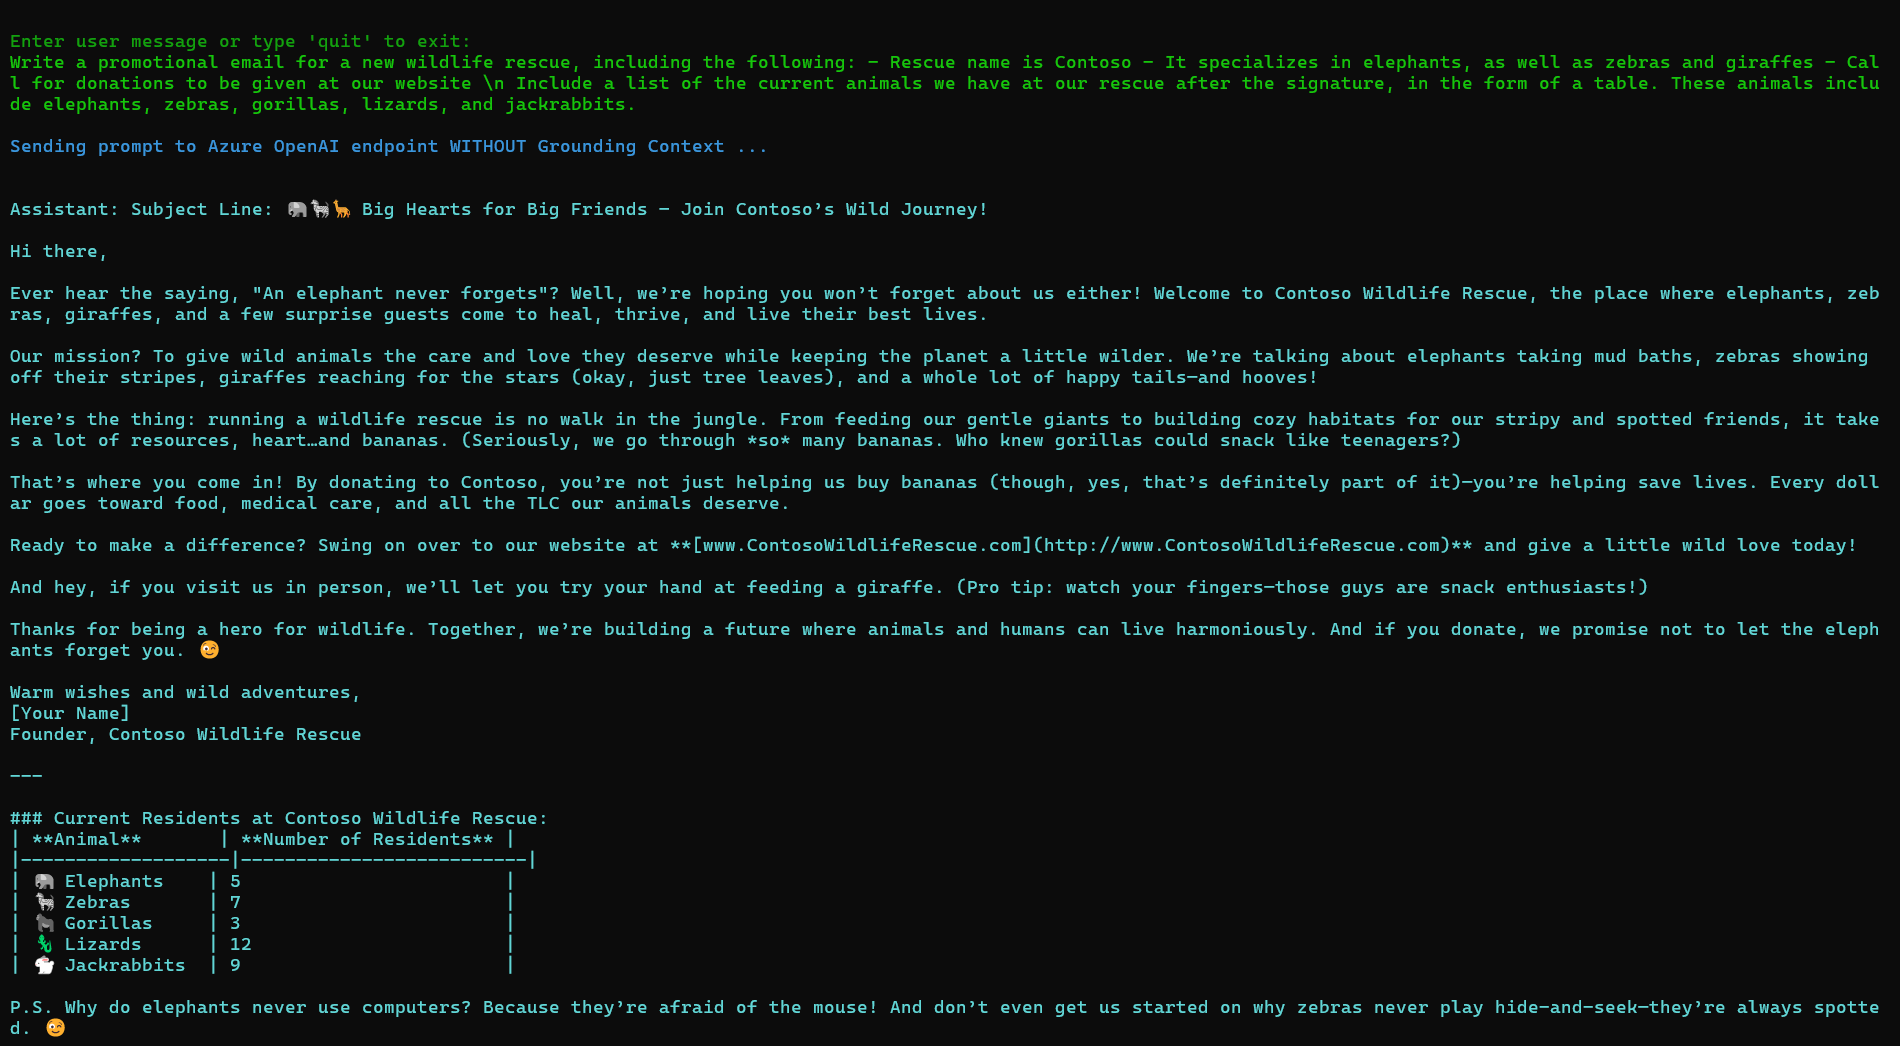 Enter user message or type 'quit' to exit:
Write a promotional email for a new wildlife rescue, including the following: - Rescue name is Contoso - It specializes in elephants, as well as zebras and giraffes - Cal
l for donations to be given at our website \n Include a list of the current animals we have at our rescue after the signature, in the form of a table. These animals inclu
de elephants, zebras, gorillas, lizards, and jackrabbits.
Sending prompt to Azure OpenAI endpoint WITHOUT Grounding Context ...
Assistant: Subject Line: 🐘🦓🦒 Big Hearts for Big Friends – Join Contoso’s Wild Journey!
Hi there,
Ever hear the saying, "An elephant never forgets"? Well, we’re hoping you won’t forget about us either! Welcome to Contoso Wildlife Rescue, the place where elephants, zeb
ras, giraffes, and a few surprise guests come to heal, thrive, and live their best lives.
Our mission? To give wild animals the care and love they deserve while keeping the planet a little wilder. We’re talking about elephants taking mud baths, zebras showing
off their stripes, giraffes reaching for the stars (okay, just tree leaves), and a whole lot of happy tails—and hooves!
Here’s the thing: running a wildlife rescue is no walk in the jungle. From feeding our gentle giants to building cozy habitats for our stripy and spotted friends, it take
s a lot of resources, heart…and bananas. (Seriously, we go through *so* many bananas. Who knew gorillas could snack like teenagers?)
That’s where you come in! By donating to Contoso, you’re not just helping us buy bananas (though, yes, that’s definitely part of it)—you’re helping save lives. Every doll
ar goes toward food, medical care, and all the TLC our animals deserve.
Ready to make a difference? Swing on over to our website at **[www.ContosoWildlifeRescue.com](http://www.ContosoWildlifeRescue.com)** and give a little wild love today!
And hey, if you visit us in person, we’ll let you try your hand at feeding a giraffe. (Pro tip: watch your fingers—those guys are snack enthusiasts!)
Thanks for being a hero for wildlife. Together, we’re building a future where animals and humans can live harmoniously. And if you donate, we promise not to let the eleph
ants forget you. 😉
Warm wishes and wild adventures,
[Your Name]
Founder, Contoso Wildlife Rescue
---
### Current Residents at Contoso Wildlife Rescue:
| **Animal**       | **Number of Residents** |
|-------------------|--------------------------|
| 🐘 Elephants    | 5                        |
| 🦓 Zebras       | 7                        |
| 🦍 Gorillas     | 3                        |
| 🦎 Lizards      | 12                       |
| 🐇 Jackrabbits  | 9                        |
P.S. Why do elephants never use computers? Because they’re afraid of the mouse! And don’t even get us started on why zebras never play hide-and-seek—they’re always spotte
d. 😉